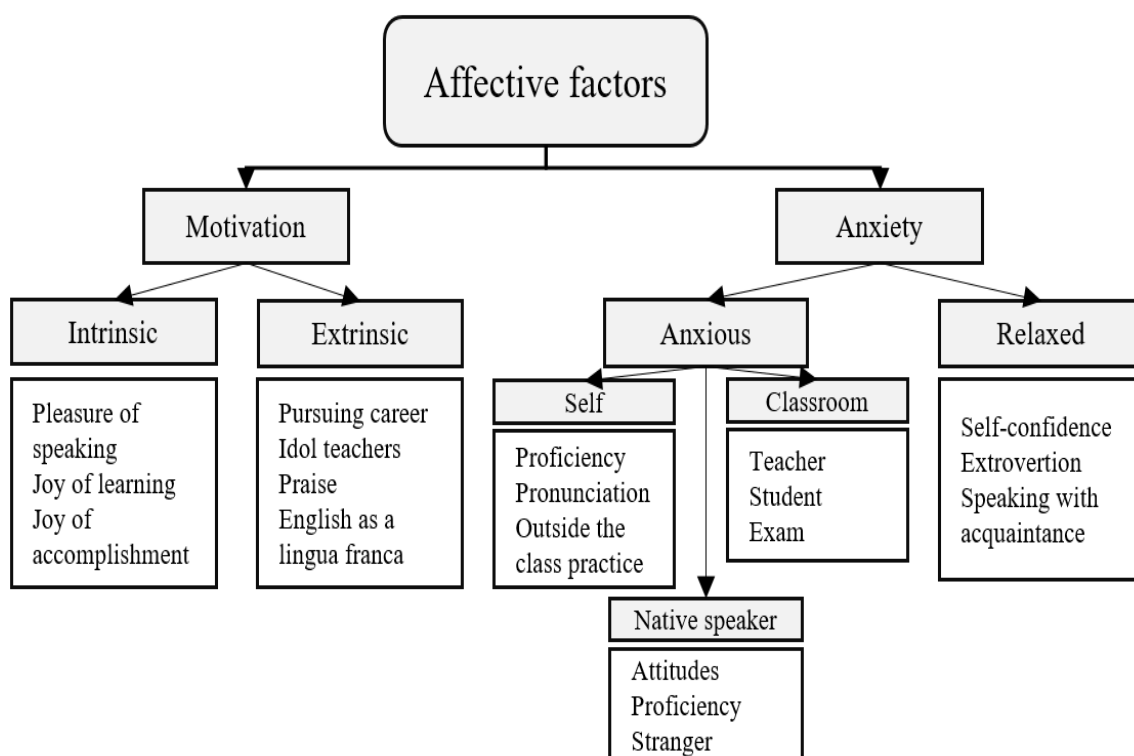 Affective factors
Motivation
Anxiety
Intrinsic
Extrinsic
Anxious
Relaxed
Pleasure of
speaking
Joy of learning
Joy of
accomplishment
Pursuing career
Idol teachers
Praise
English as a
lingua franca
Self
Classroom
Proficiency
Pronunciation
Outside the
class practice
Teacher
Student
Exam
Self-confidence
Extrovertion
Speaking with
acquaintance
Native speaker
Attitudes
Proficiency
Stranger